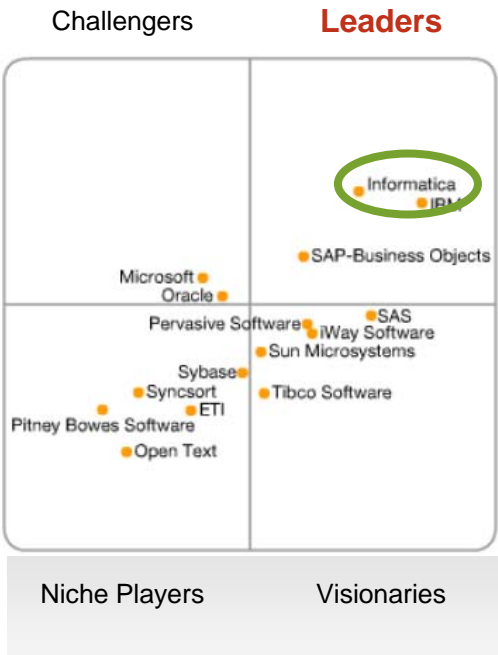 Challengers
Leaders
Informatica
IBM
SAP-Business Objects
Microsoft
Oracle
SAS
Pervasive Software
iWay Software
Sun Microsystems
Sybase
Syncsort
Tibco Software
ETI
Pitney Bowes Software
Open Text
Niche Players
Visionaries